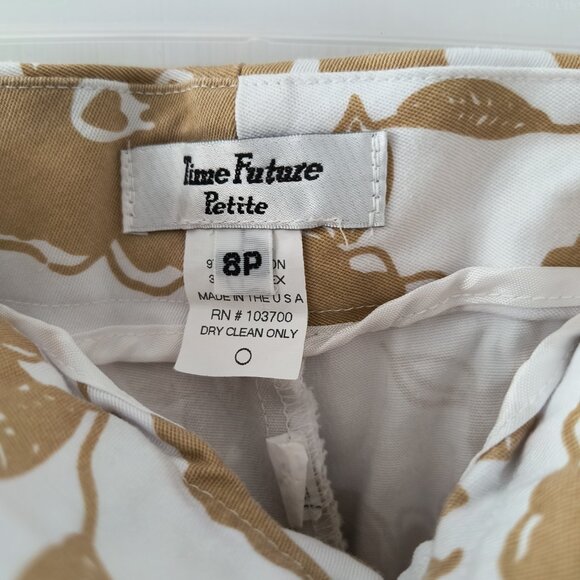 Time Future
Petite
8P
MADE IN THE U S A
RN # 103700
DRY CLEAN ONLY